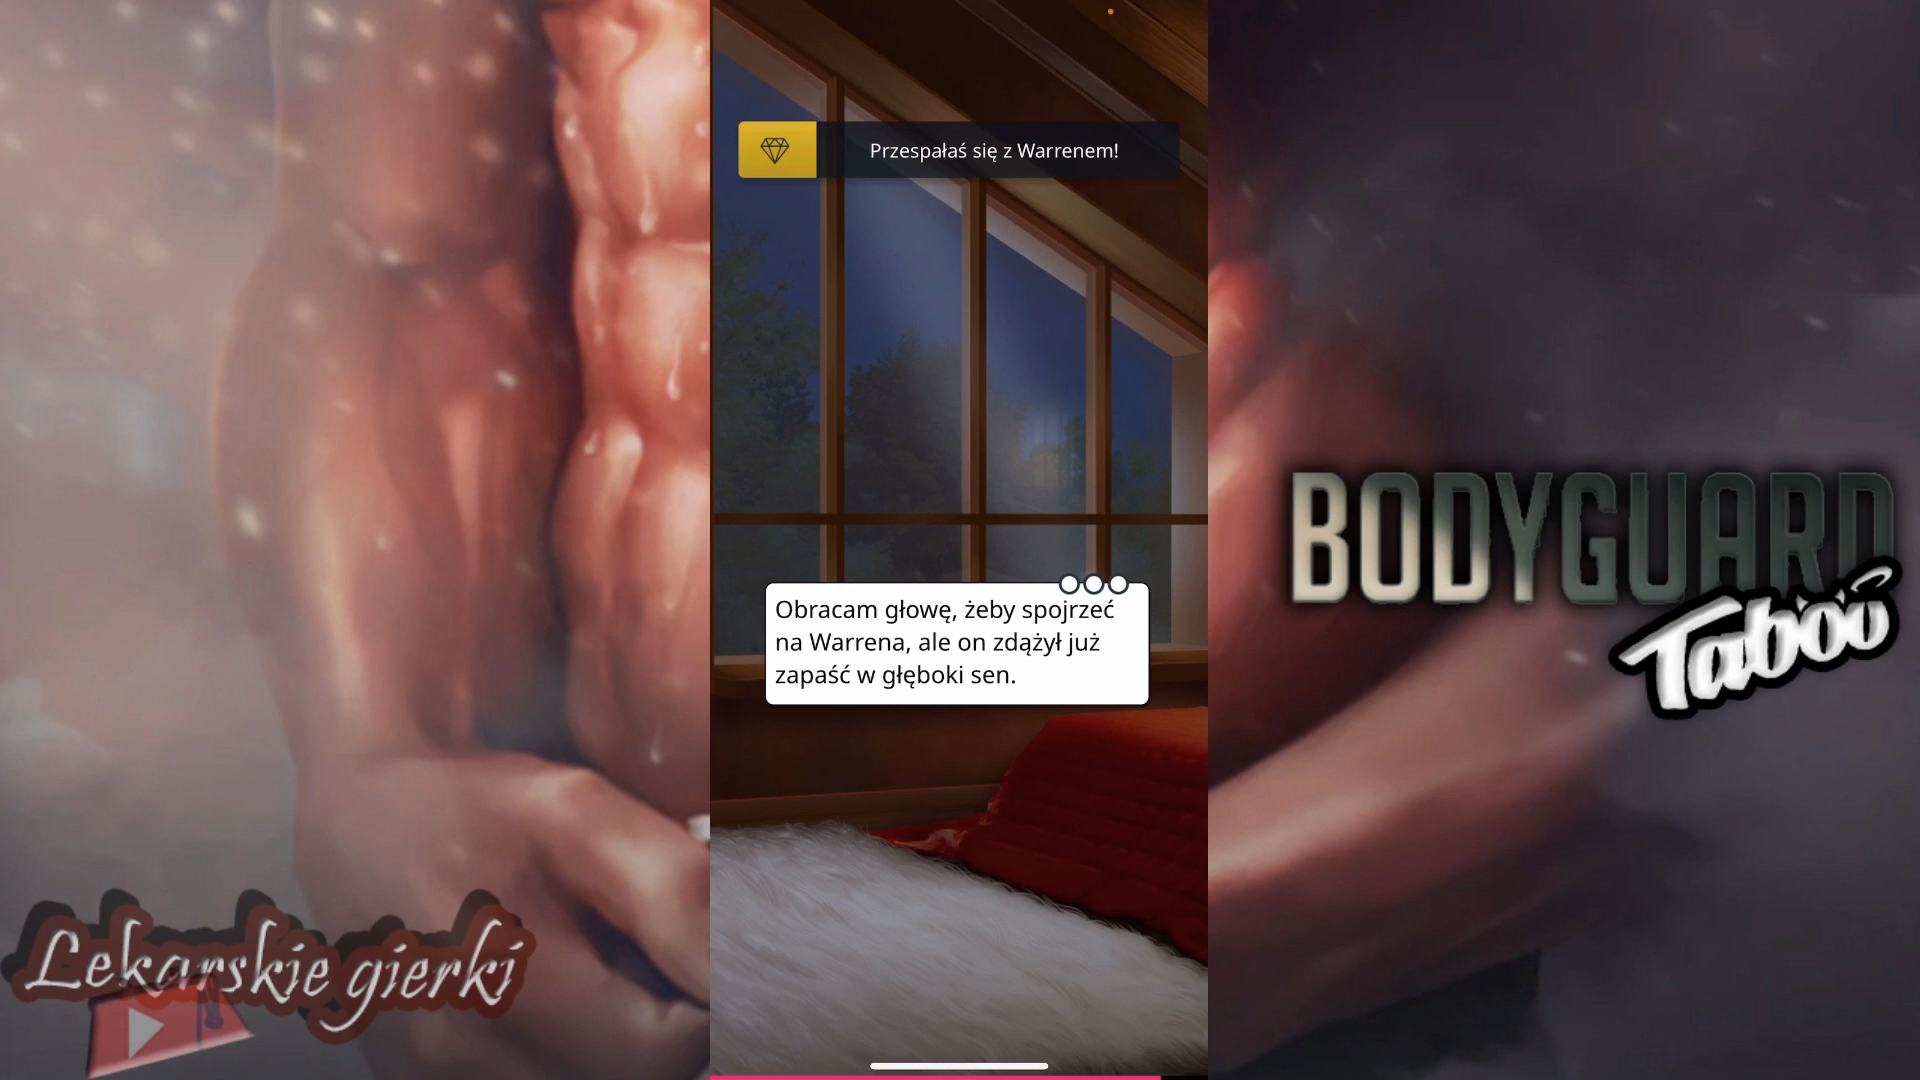 Przespałaś się z Warrenem!
Obracam głowę, żeby spojrzeć
na Warrena, ale on zdążył już
zapaść w głęboki sen.
BODYGUARD
Taboo
Lekarskie gierki